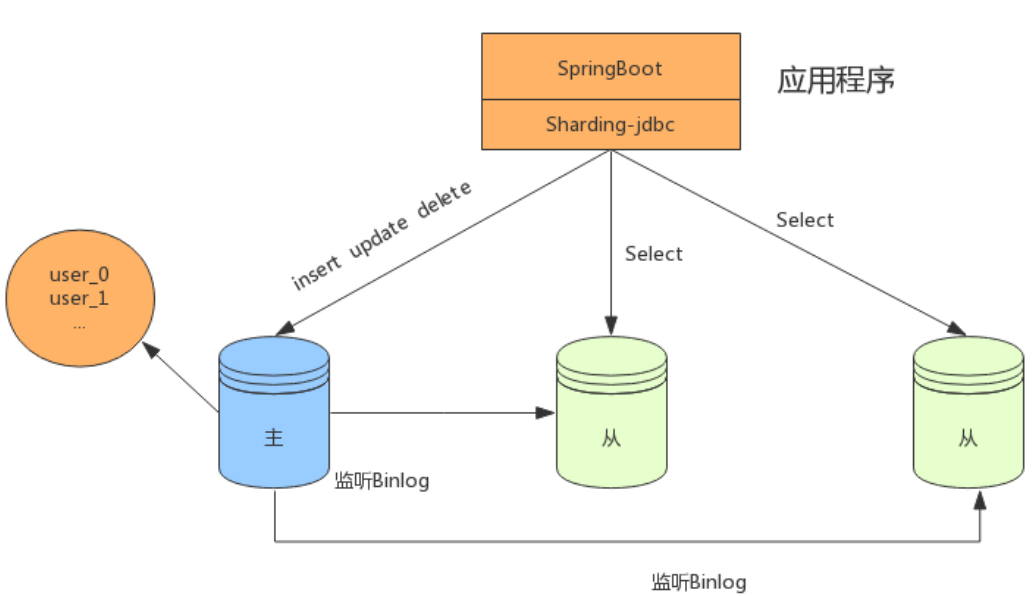 SpringBoot
应用程序
Sharding-jdbc
insert update delete
Select
Select
user_0
user_1
...
主
从
从
监听Binlog
监听Binlog